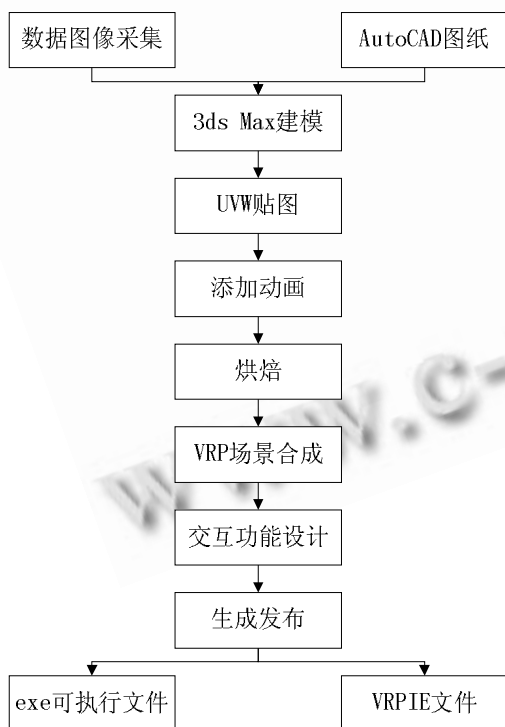 数据图像采集
AutoCAD图纸
3ds Max建模
UVW贴图
添加动画
烘焙
VRP场景合成
交互功能设计
生成发布
exe可执行文件
VRPIE文件
www.c-